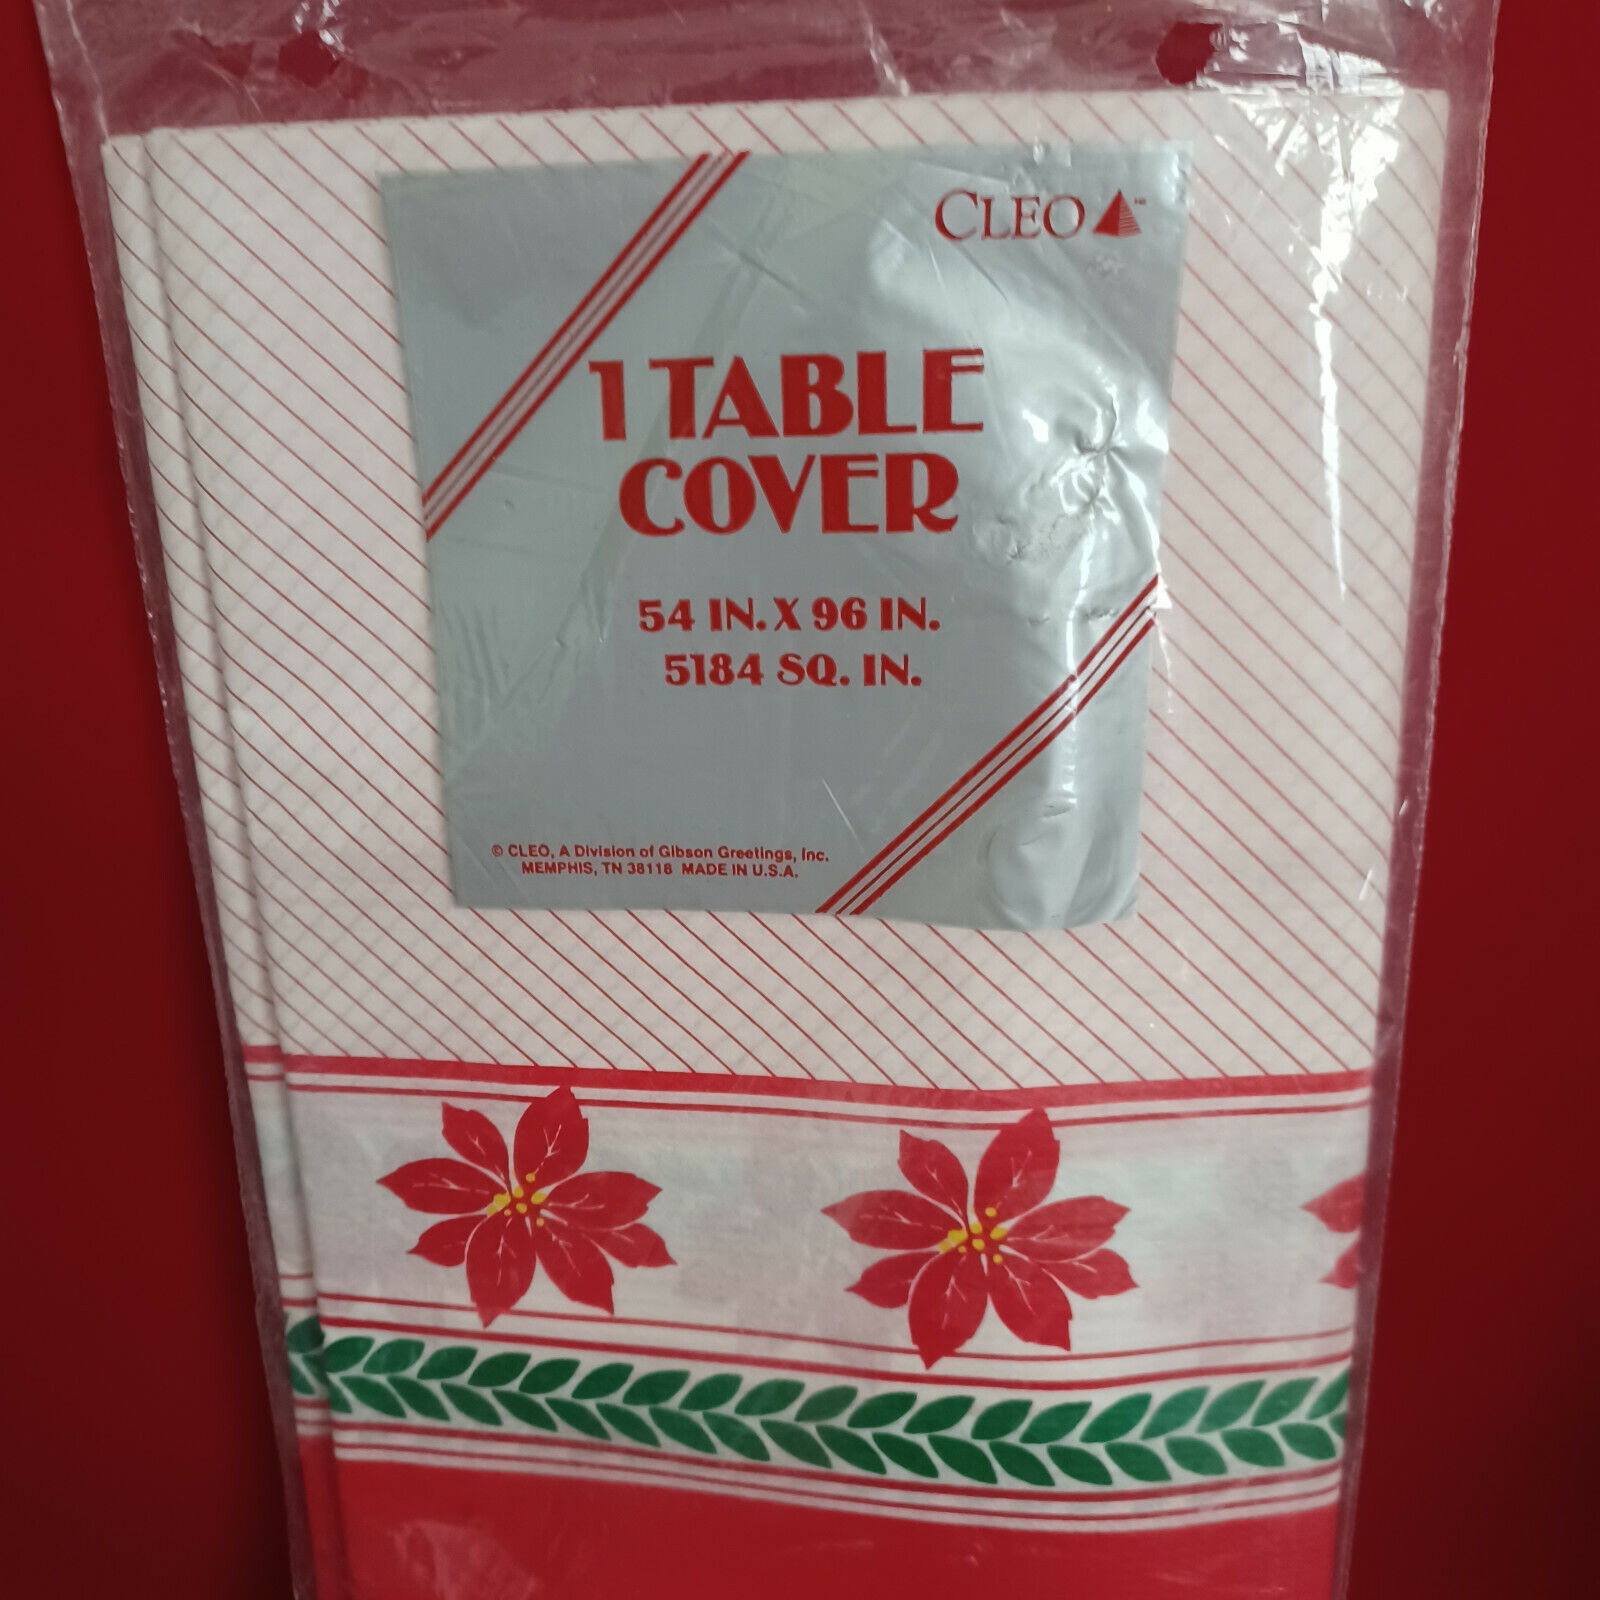 CLEO ™
1 TABLE
COVER
54 IN. X 96 IN.
5184 SQ. IN.
© CLEO, A Division of Gibson Greetings, Inc.
MEMPHIS, TN 38118 MADE IN U.S.A.